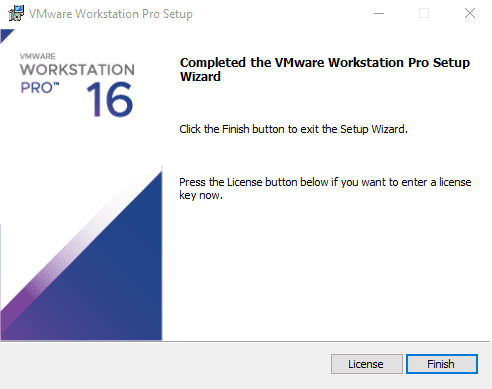 VMware Workstation Pro Setup
VMWARE
WORKSTATION
PRO™ 16
Completed the VMware Workstation Pro Setup
Wizard
Click the Finish button to exit the Setup Wizard.
Press the License button below if you want to enter a license
key now.
License
Finish